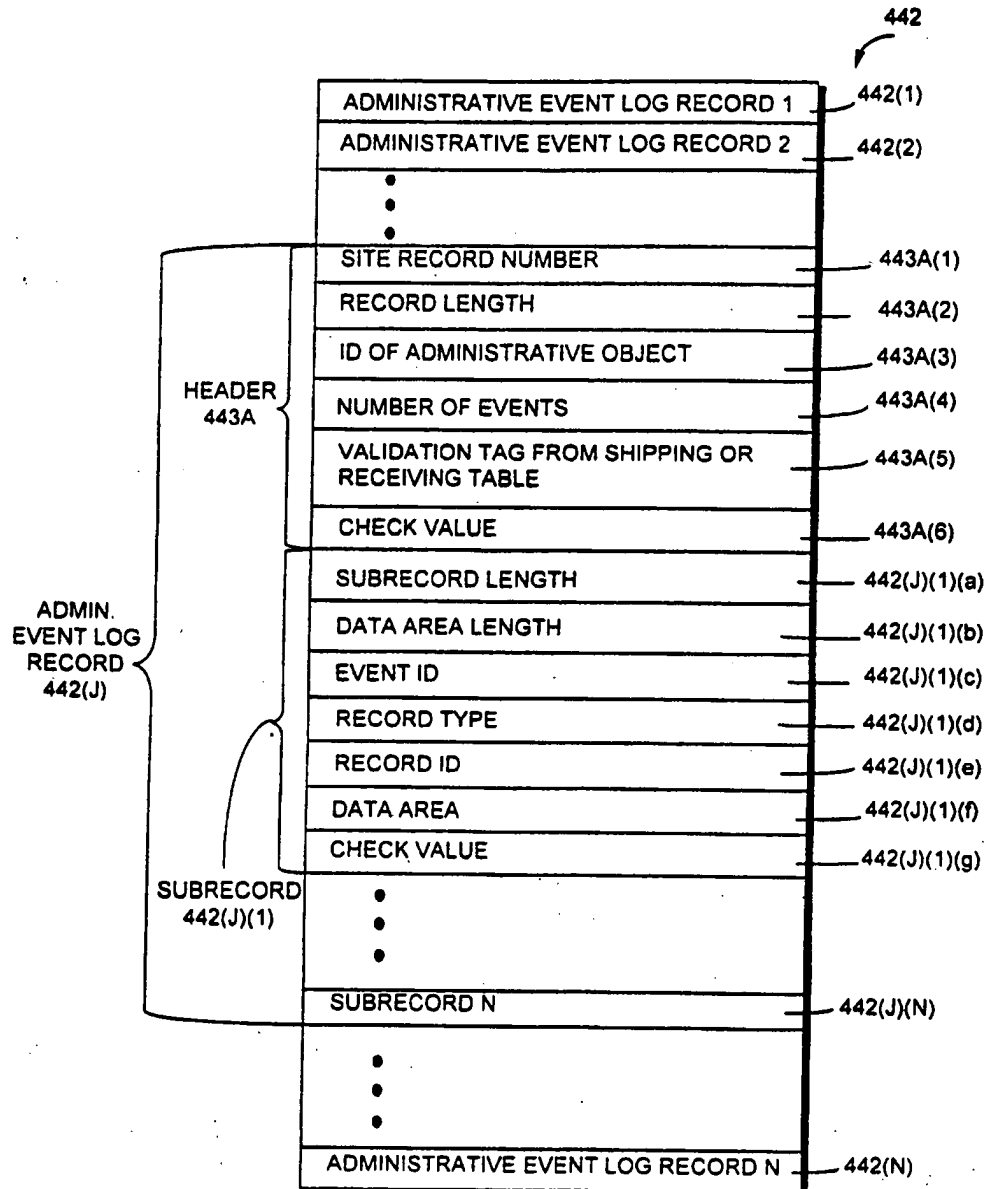 442
ADMINISTRATIVE EVENT LOG RECORD 1 442(1)
ADMINISTRATIVE EVENT LOG RECORD 2 442(2)
SITE RECORD NUMBER 443A(1)
RECORD LENGTH 443A(2)
ID OF ADMINISTRATIVE OBJECT 443A(3)
HEADER
443A
NUMBER OF EVENTS 443A(4)
VALIDATION TAG FROM SHIPPING OR
RECEIVING TABLE
443A(5)
CHECK VALUE 443A(6)
SUBRECORD LENGTH 442(J)(1)(a)
ADMIN.
EVENT LOG
RECORD
442(J)
DATA AREA LENGTH 442(J)(1)(b)
EVENT ID 442(J)(1)(c)
RECORD TYPE 442(J)(1)(d)
RECORD ID 442(J)(1)(e)
DATA AREA 442(J)(1)(f)
CHECK VALUE 442(J)(1)(g)
SUBRECORD
442(J)(1)
SUBRECORD N 442(J)(N)
ADMINISTRATIVE EVENT LOG RECORD N 442(N)